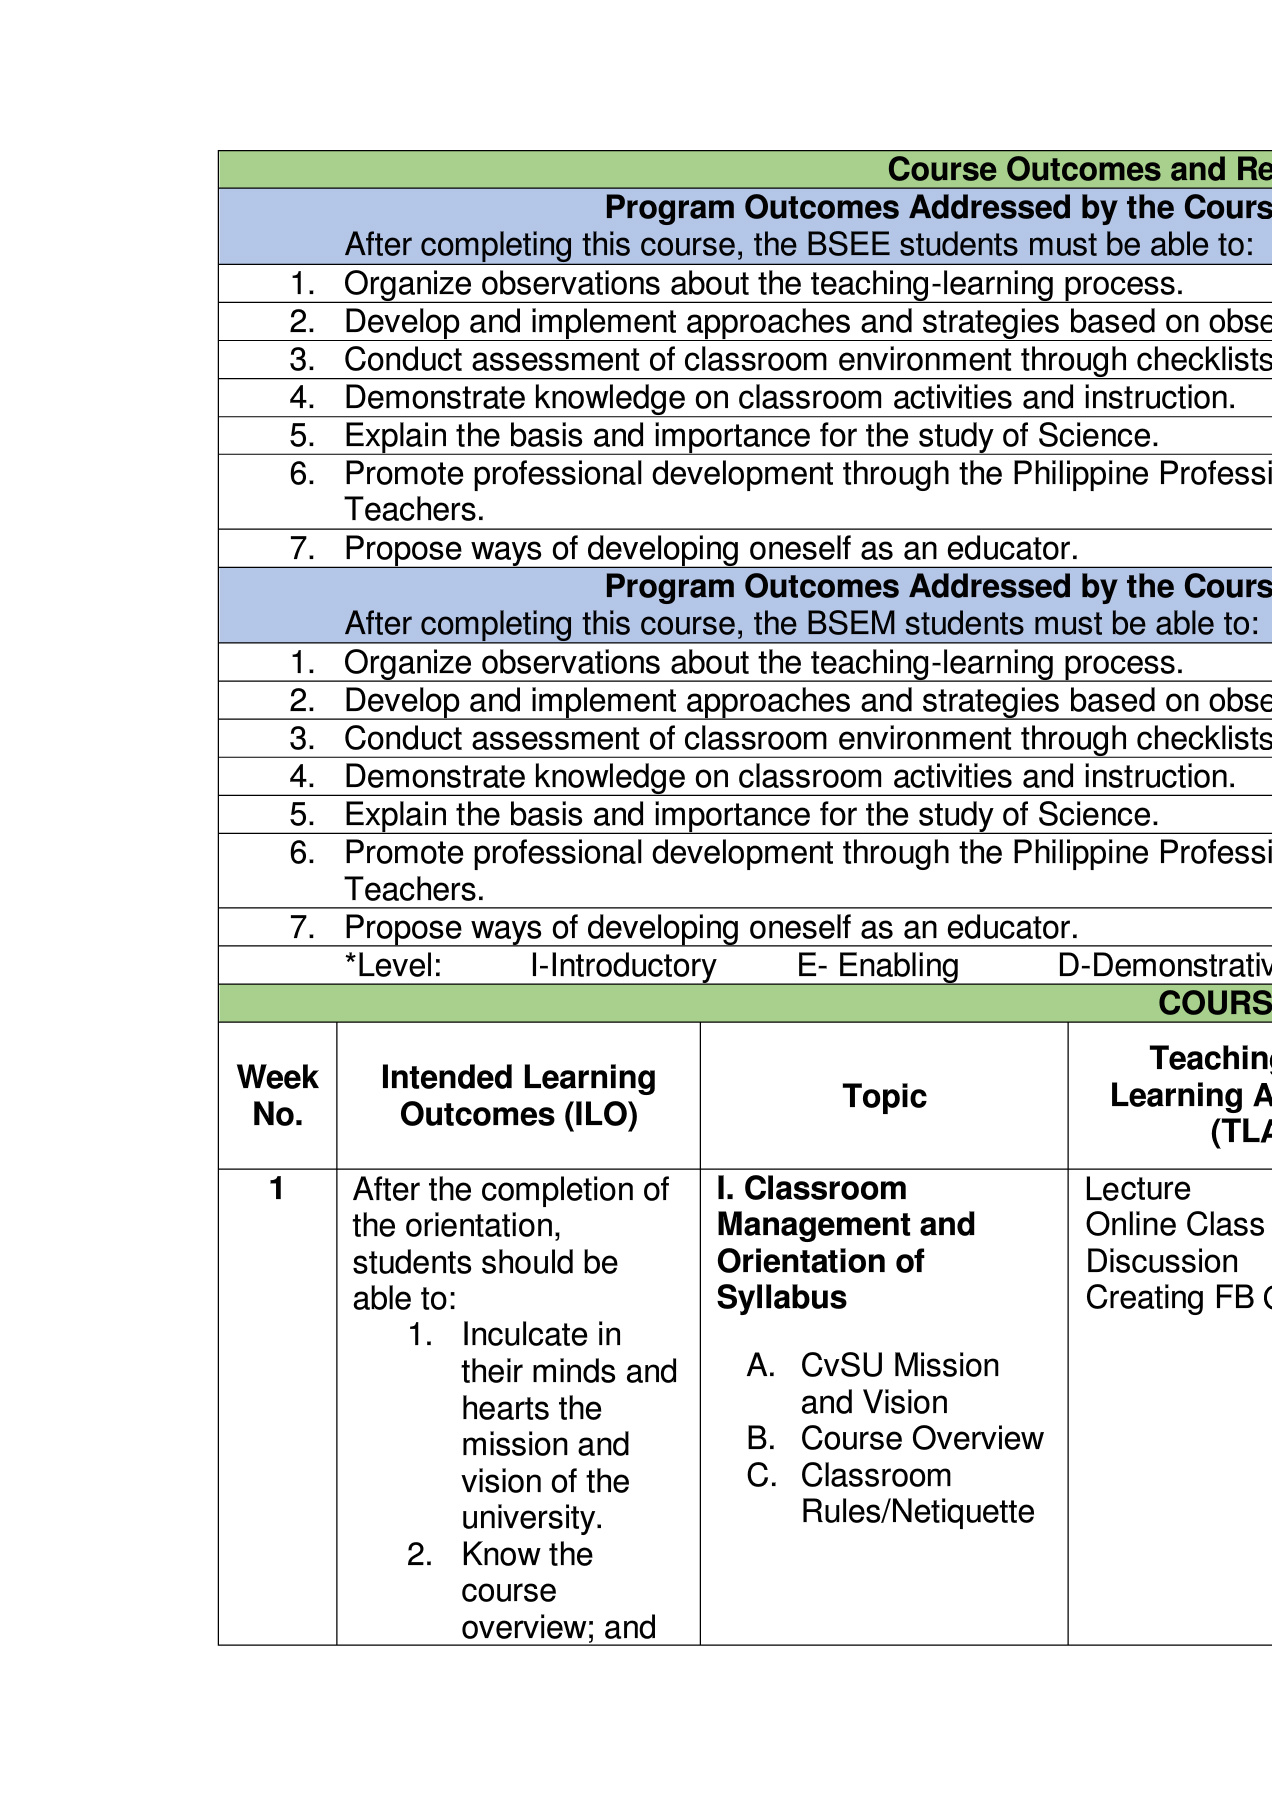 Course Outcomes and Re
Program Outcomes Addressed by the Cours
After completing this course, the BSEE students must be able to:
1. Organize observations about the teaching-learning process.
2. Develop and implement approaches and strategies based on obse
3. Conduct assessment of classroom environment through checklists
4. Demonstrate knowledge on classroom activities and instruction.
5. Explain the basis and importance for the study of Science.
6. Promote professional development through the Philippine Professi
Teachers.
7. Propose ways of developing oneself as an educator.
Program Outcomes Addressed by the Cours
After completing this course, the BSEM students must be able to:
1. Organize observations about the teaching-learning process.
2. Develop and implement approaches and strategies based on obse
3. Conduct assessment of classroom environment through checklists
4. Demonstrate knowledge on classroom activities and instruction.
5. Explain the basis and importance for the study of Science.
6. Promote professional development through the Philippine Professi
Teachers.
7. Propose ways of developing oneself as an educator.
*Level: I-Introductory E- Enabling D-Demonstrativ
COURS
Week
No.
Intended Learning
Outcomes (ILO)
Topic
Teaching
Learning A
(TLA
1
After the completion of
the orientation,
students should be
able to:
1. Inculcate in
their minds and
hearts the
mission and
vision of the
university.
2. Know the
course
overview; and
I. Classroom
Management and
Orientation of
Syllabus
A. CvSU Mission
and Vision
B. Course Overview
C. Classroom
Rules/Netiquette
Lecture
Online Class
Discussion
Creating FB